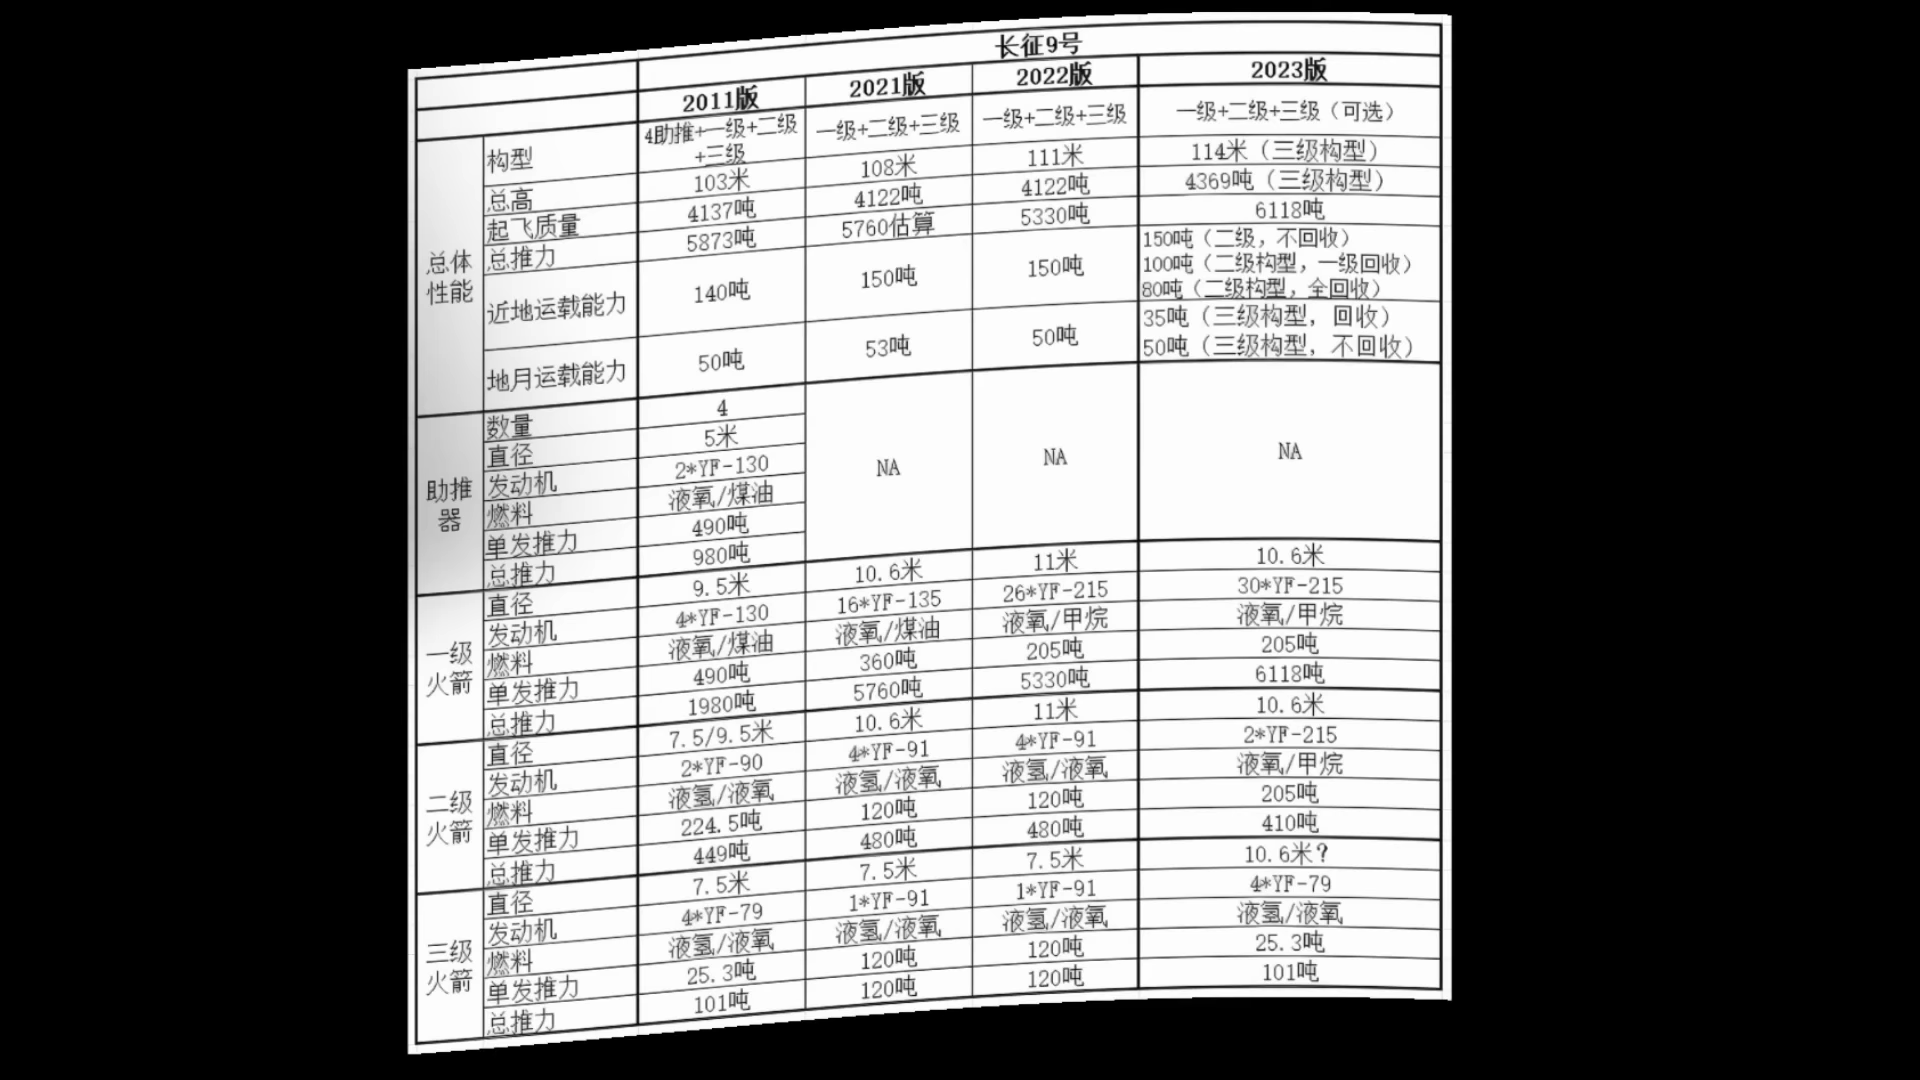 长征9号
2011版 2021版 2022版 2023版
总体性能 构型 4助推+一级+二级+三级 一级+二级+三级 一级+二级+三级 一级+二级+三级（可选）
总高 103米 108米 111米 114米（三级构型）
起飞质量 4137吨 4122吨 4122吨 4369吨（三级构型）
总推力 5873吨 5760估算 5330吨 6118吨
近地运载能力 140吨 150吨 150吨 150吨（二级，不回收）
100吨（二级构型，一级回收）
80吨（二级构型，全回收）
地月运载能力 50吨 53吨 50吨 35吨（三级构型，回收）
50吨（三级构型，不回收）
助推器 数量 4 NA NA NA
直径 5米
发动机 2*YF-130
燃料 液氧/煤油
单发推力 490吨
总推力 980吨
一级火箭 直径 9.5米 10.6米 11米 10.6米
发动机 4*YF-130 16*YF-135 26*YF-215 30*YF-215
燃料 液氧/煤油 液氧/煤油 液氧/甲烷 液氧/甲烷
单发推力 490吨 360吨 205吨 205吨
总推力 1980吨 5760吨 5330吨 6118吨
二级火箭 直径 7.5/9.5米 10.6米 11米 10.6米
发动机 2*YF-90 4*YF-91 4*YF-91 2*YF-215
燃料 液氢/液氧 液氢/液氧 液氢/液氧 液氧/甲烷
单发推力 224.5吨 120吨 120吨 205吨
总推力 449吨 480吨 480吨 410吨
三级火箭 直径 7.5米 7.5米 7.5米 10.6米？
发动机 4*YF-79 1*YF-91 1*YF-91 4*YF-79
燃料 液氢/液氧 液氢/液氧 液氢/液氧 液氢/液氧
单发推力 25.3吨 120吨 120吨 25.3吨
总推力 101吨 120吨 120吨 101吨